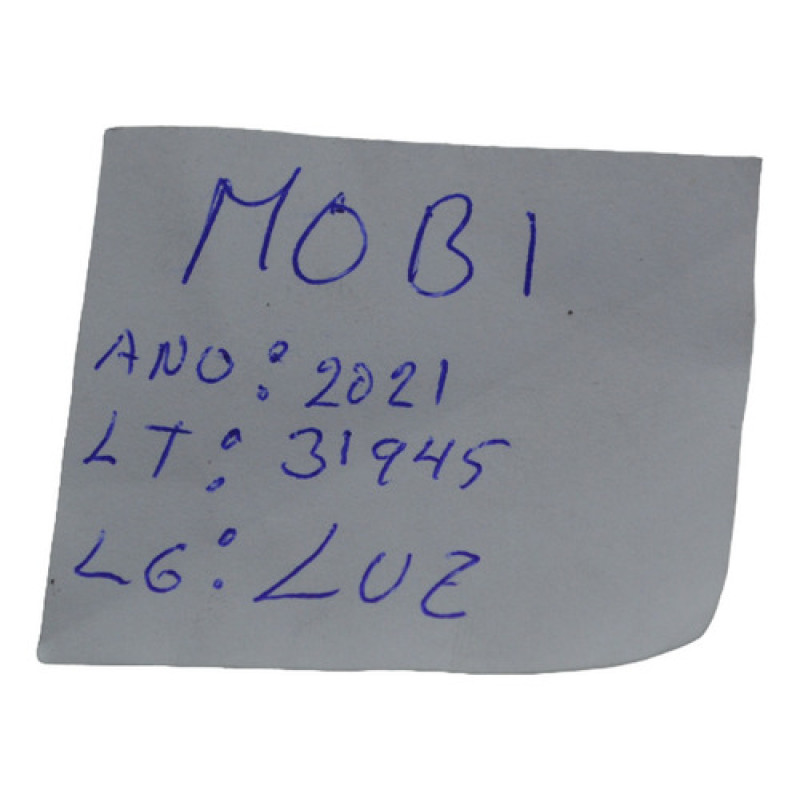 MOBI
ANO: 2021
LT: 31945
LG: LUZ